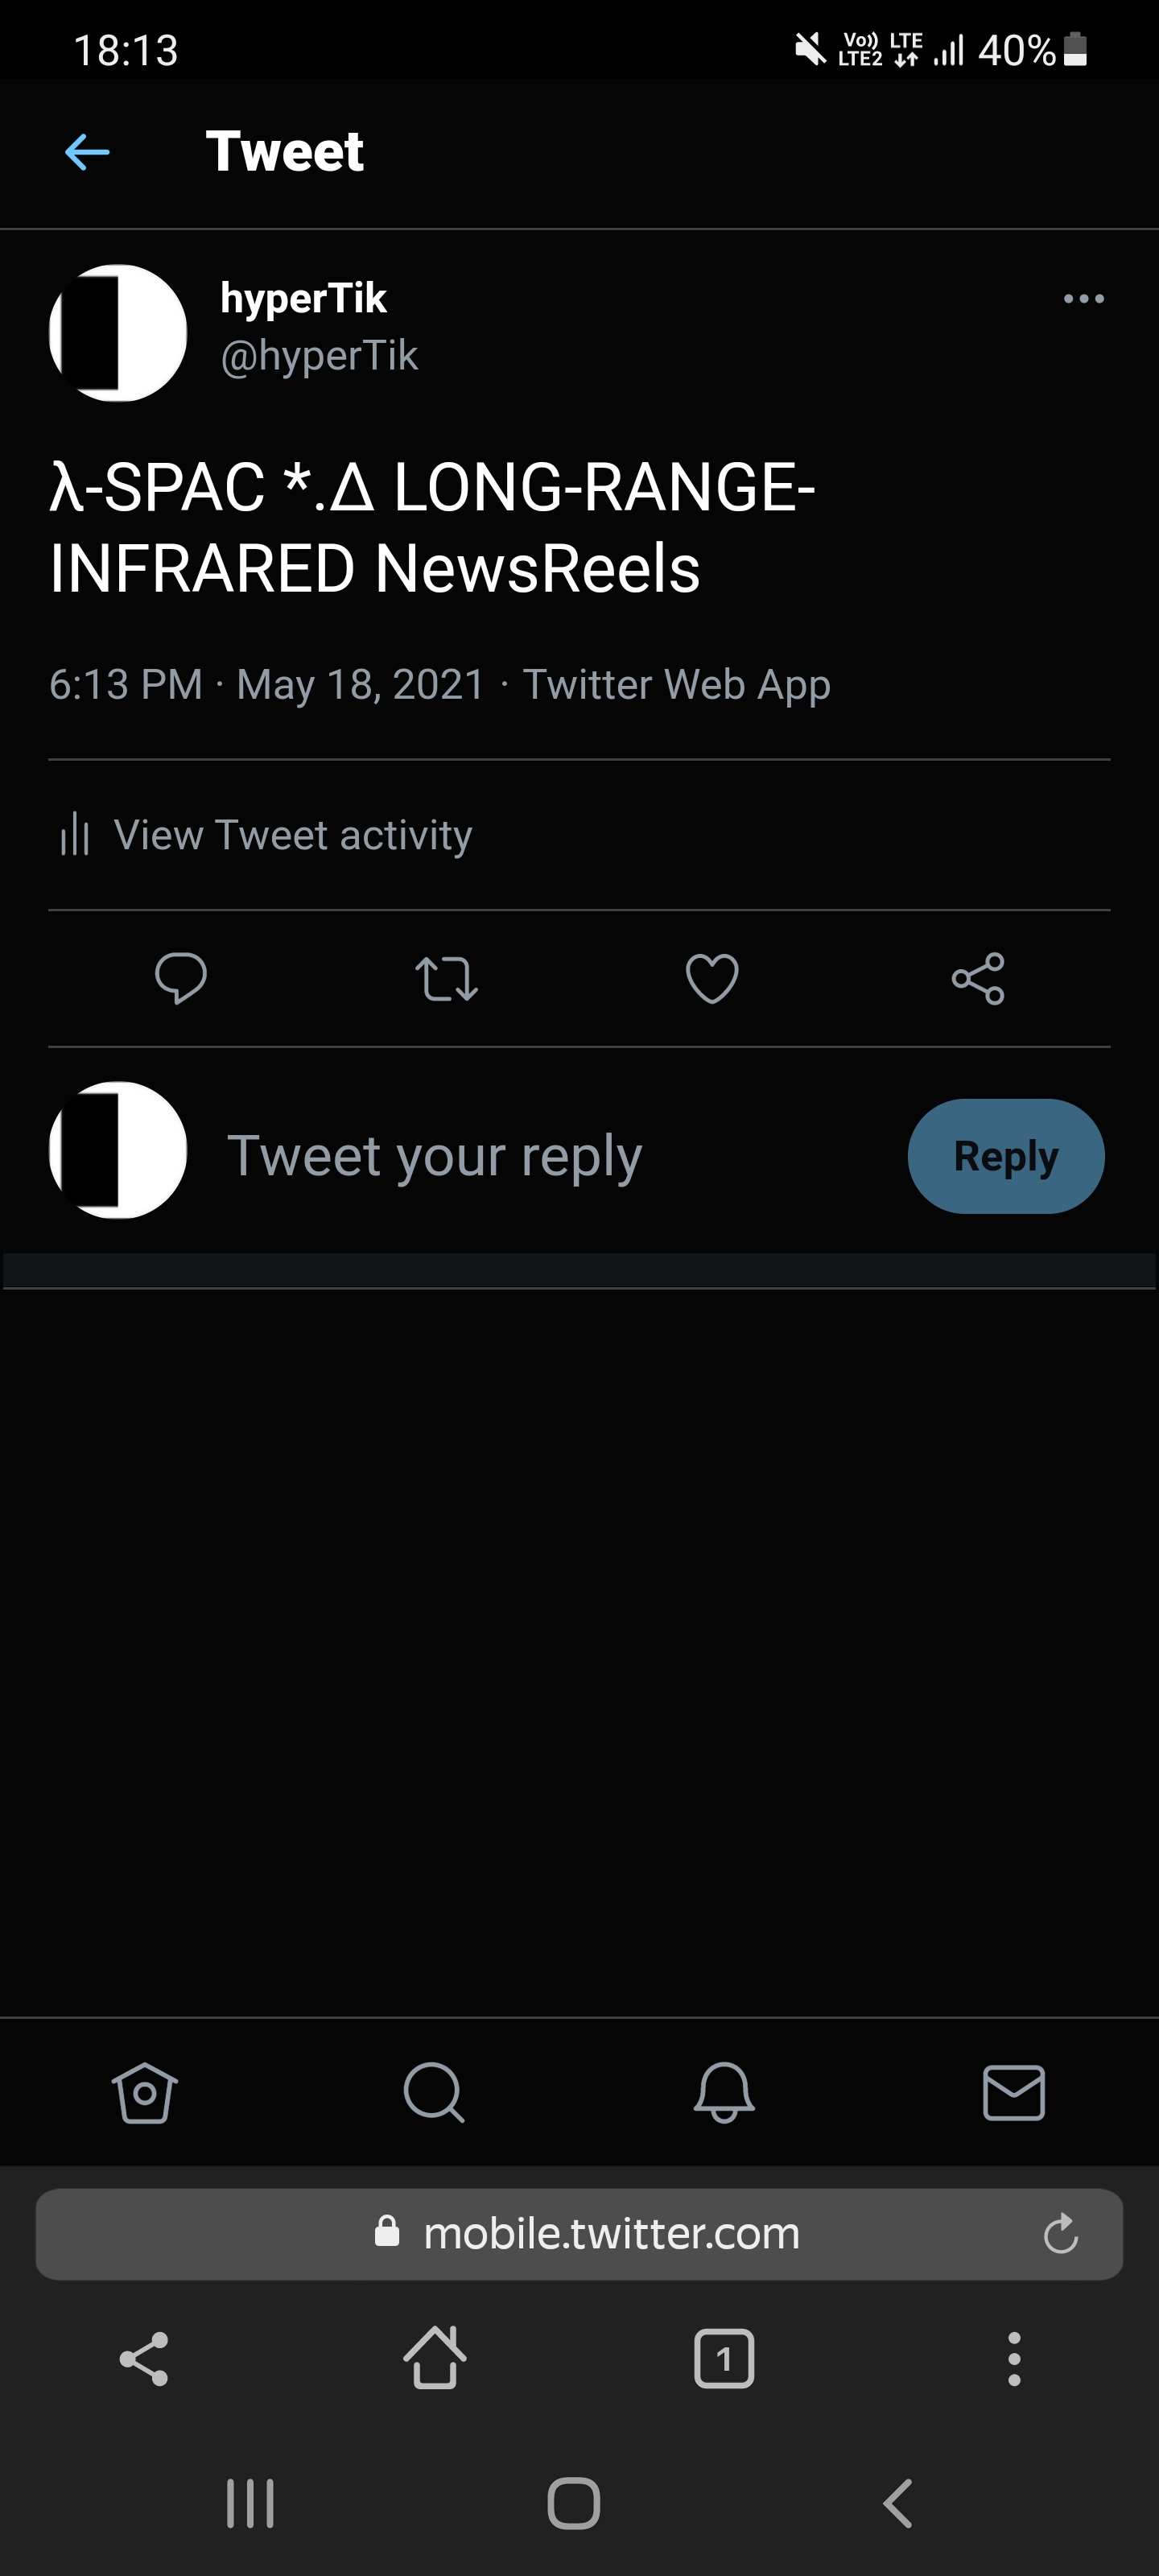 18:13
Vo)) LTE2 LTE 40%
Tweet
hyperTik
@hyperTik
λ-SPAC *.Δ LONG-RANGE-
INFRARED NewsReels
6:13 PM · May 18, 2021 · Twitter Web App
View Tweet activity
Tweet your reply
Reply
mobile.twitter.com
1